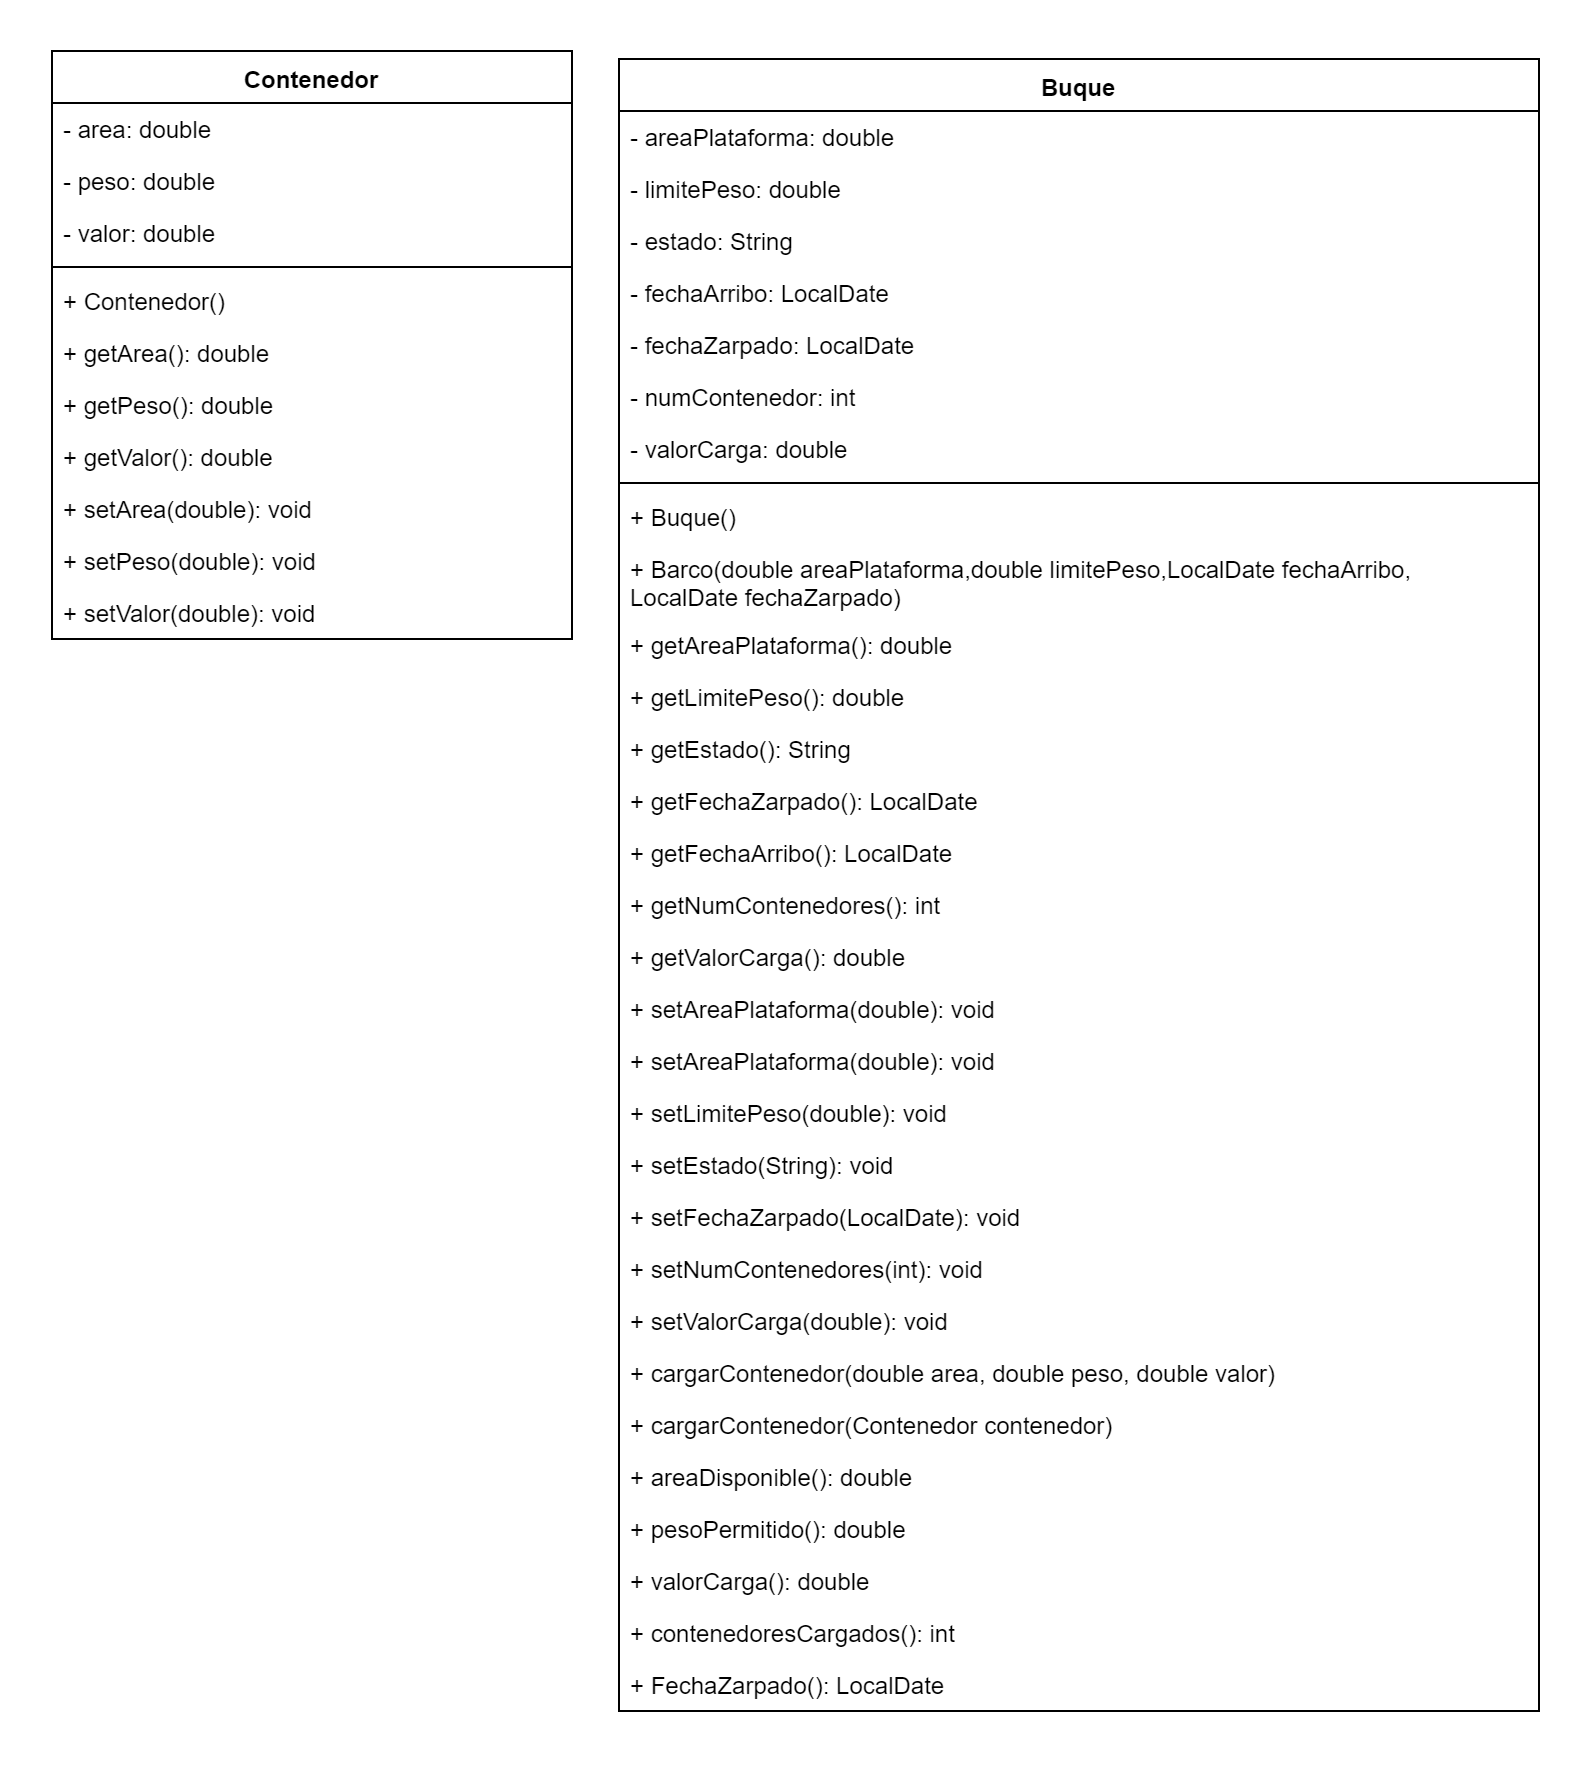 Contenedor
- area: double
- peso: double
- valor: double
+ Contenedor()
+ getArea(): double
+ getPeso(): double
+ getValor(): double
+ setArea(double): void
+ setPeso(double): void
+ setValor(double): void
Buque
- areaPlataforma: double
- limitePeso: double
- estado: String
- fechaArribo: LocalDate
- fechaZarpado: LocalDate
- numContenedor: int
- valorCarga: double
+ Buque()
+ Barco(double areaPlataforma,double limitePeso,LocalDate fechaArribo,
LocalDate fechaZarpado)
+ getAreaPlataforma(): double
+ getLimitePeso(): double
+ getEstado(): String
+ getFechaZarpado(): LocalDate
+ getFechaArribo(): LocalDate
+ getNumContenedores(): int
+ getValorCarga(): double
+ setAreaPlataforma(double): void
+ setAreaPlataforma(double): void
+ setLimitePeso(double): void
+ setEstado(String): void
+ setFechaZarpado(LocalDate): void
+ setNumContenedores(int): void
+ setValorCarga(double): void
+ cargarContenedor(double area, double peso, double valor)
+ cargarContenedor(Contenedor contenedor)
+ areaDisponible(): double
+ pesoPermitido(): double
+ valorCarga(): double
+ contenedoresCargados(): int
+ FechaZarpado(): LocalDate